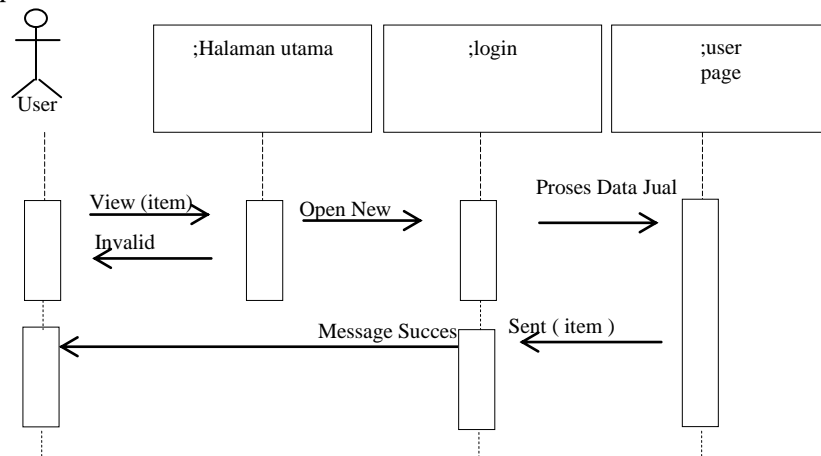 ;Halaman utama
;login
;user
page
User
View (item)
Open New
Proses Data Jual
Invalid
Message Succes
Sent ( item )